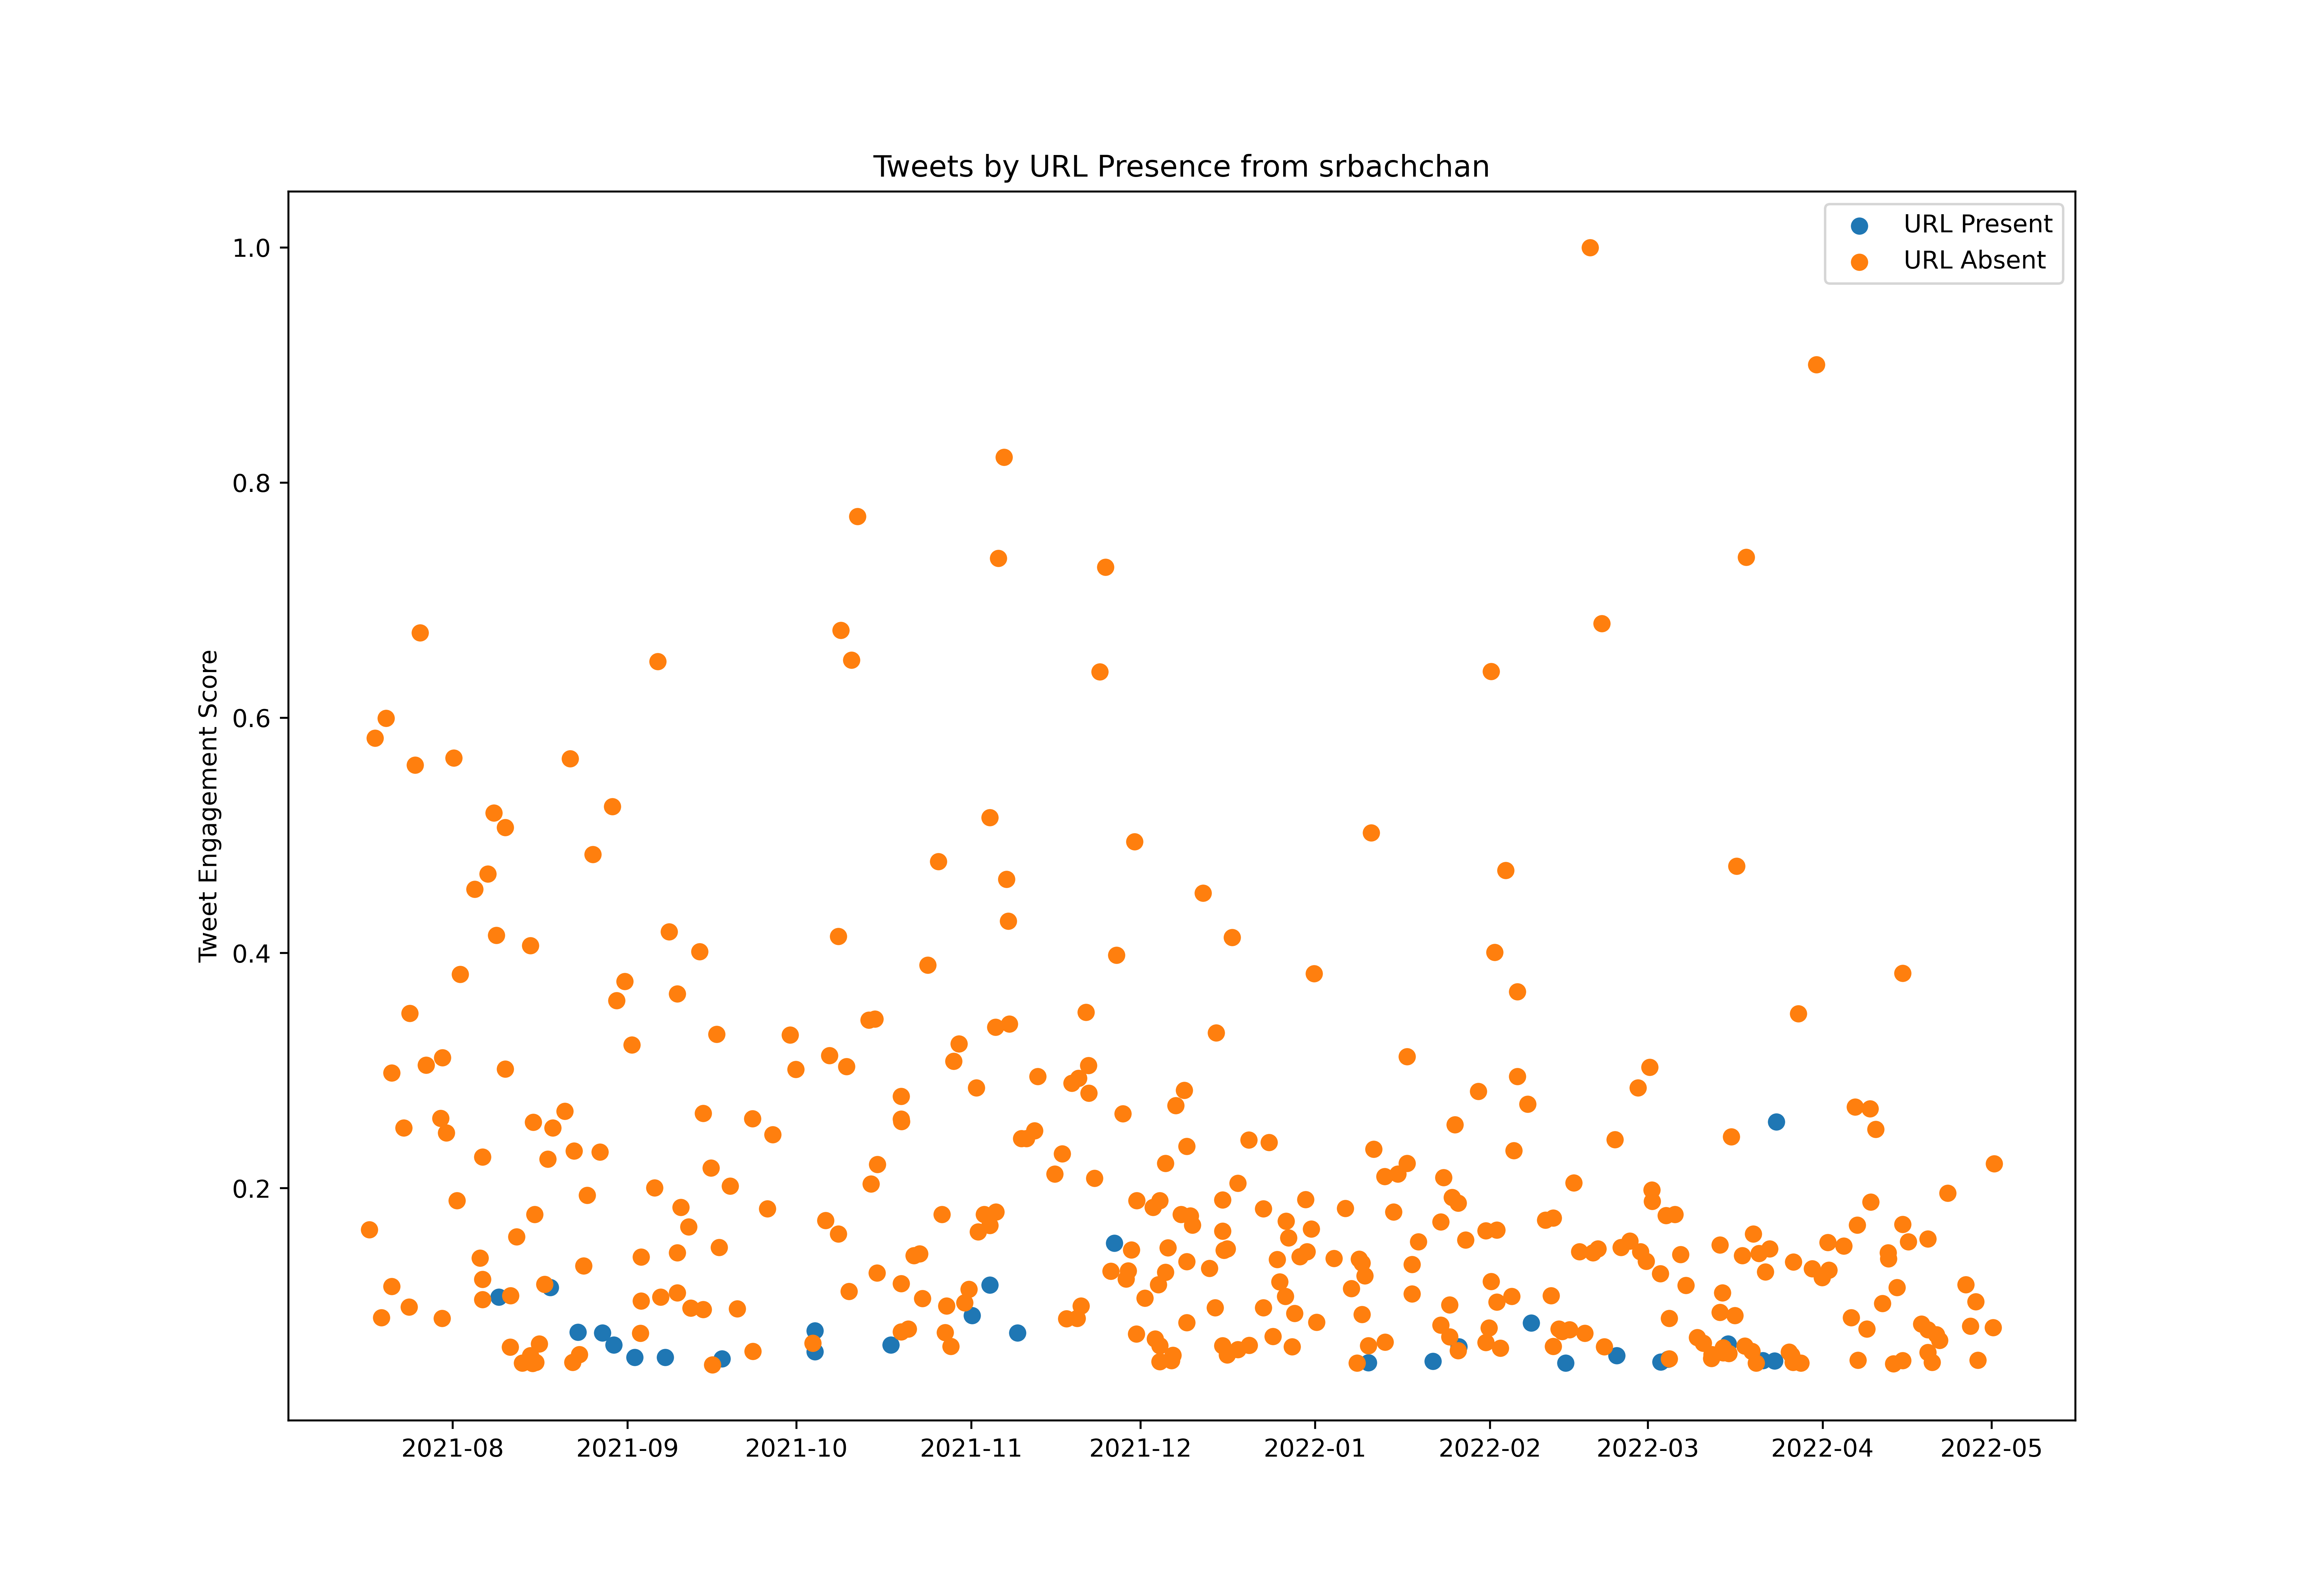 Tweets by URL Presence from srbachchan
URL Present
URL Absent
Tweet Engagement Score
1.0
0.8
0.6
0.4
0.2
2021-08 2021-09 2021-10 2021-11 2021-12 2022-01 2022-02 2022-03 2022-04 2022-05